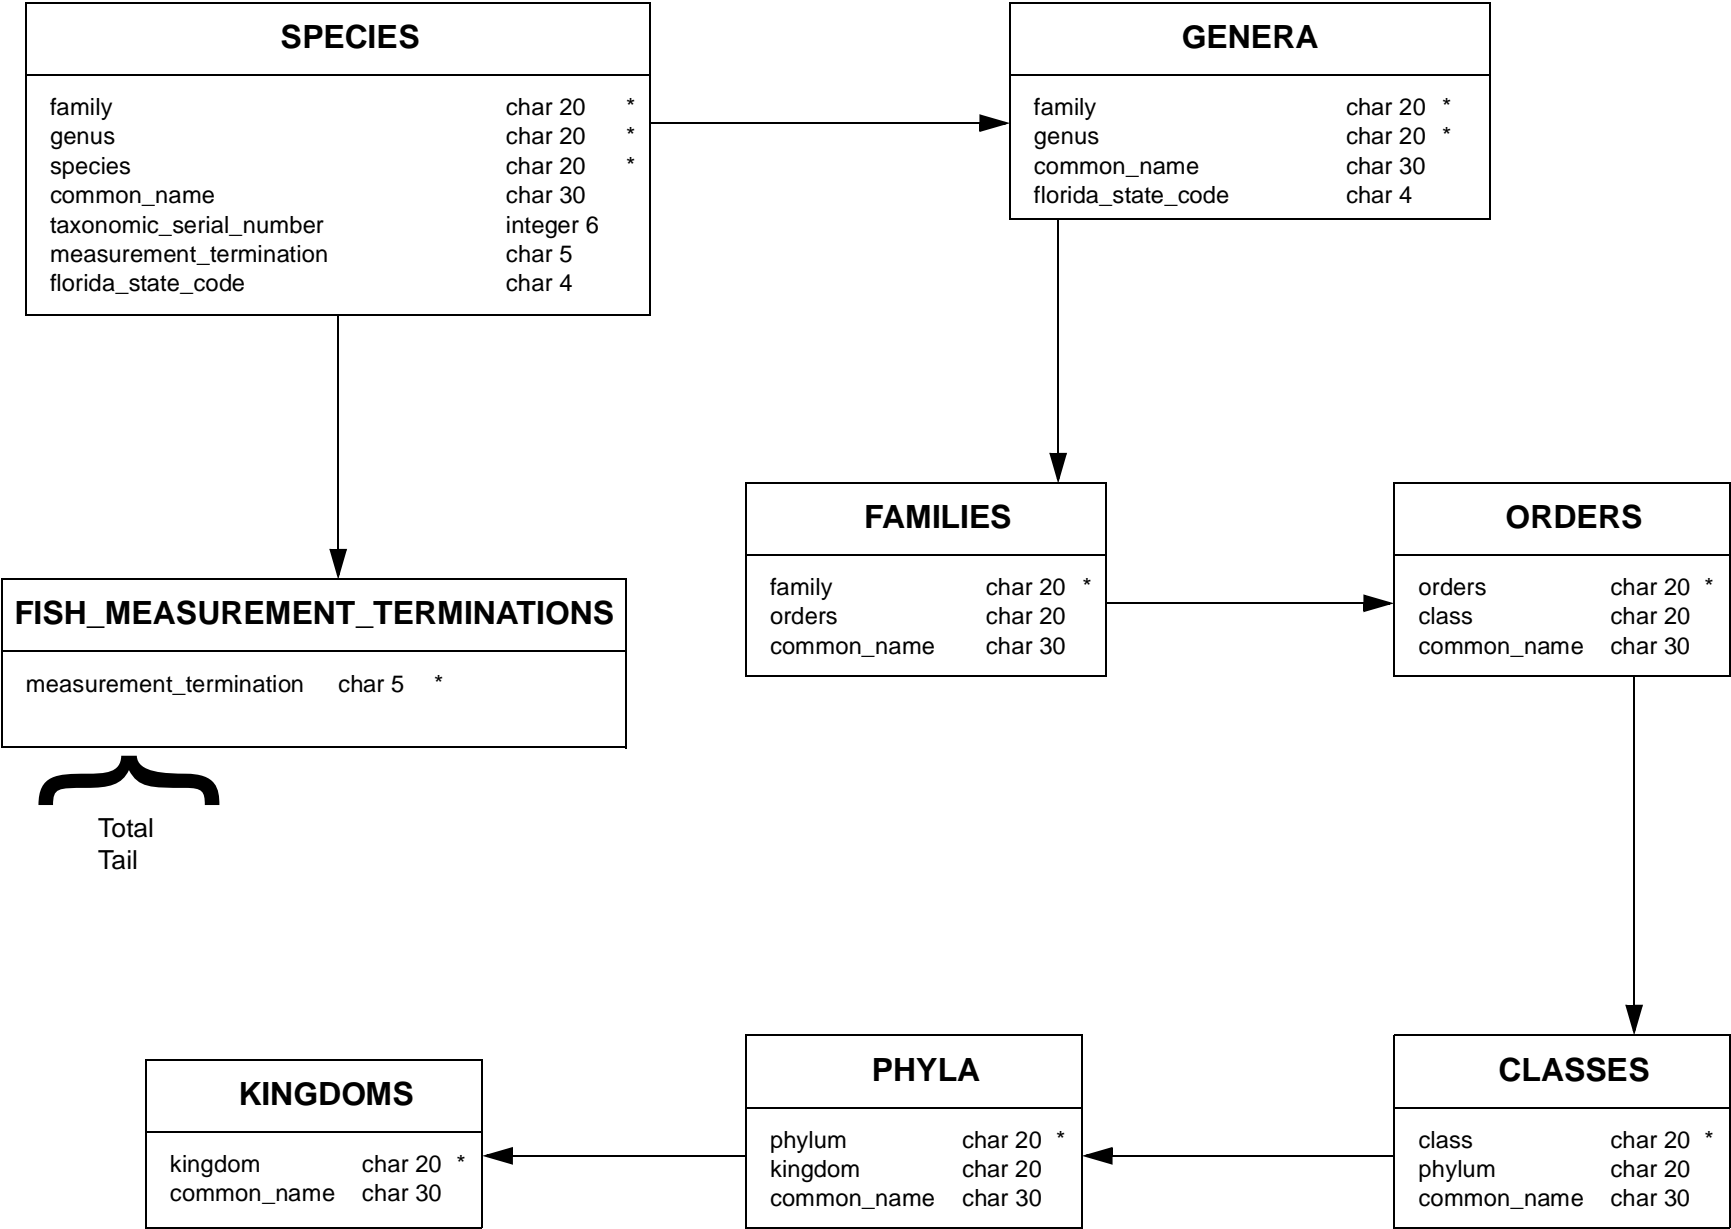 SPECIES
family char 20 *
genus char 20 *
species char 20 *
common_name char 30
taxonomic_serial_number integer 6
measurement_termination char 5
florida_state_code char 4
GENERA
family char 20 *
genus char 20 *
common_name char 30
florida_state_code char 4
FAMILIES
family char 20 *
orders char 20
common_name char 30
ORDERS
orders char 20 *
class char 20
common_name char 30
FISH_MEASUREMENT_TERMINATIONS
measurement_termination char 5 *
Total
Tail
KINGDOMS
kingdom char 20 *
common_name char 30
PHYLA
phylum char 20 *
kingdom char 20
common_name char 30
CLASSES
class char 20 *
phylum char 20
common_name char 30